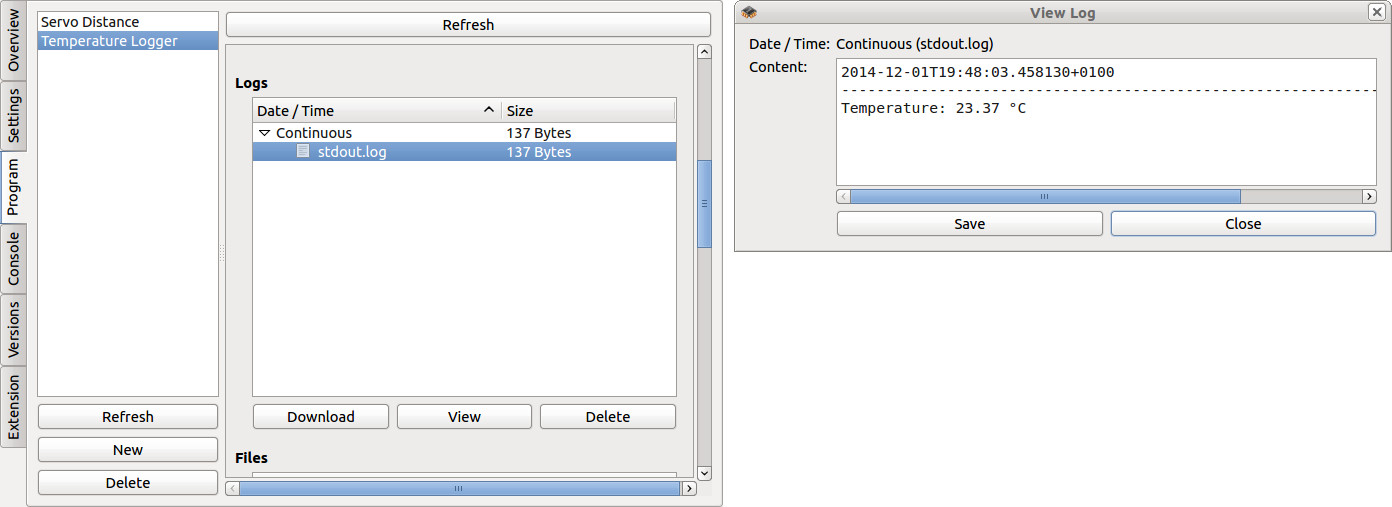 Overview
Settings
Program
Console
Versions
Extension
Servo Distance
Temperature Logger
Refresh
New
Delete
Refresh
Logs
Date / Time Size
Continuous 137 Bytes
stdout.log 137 Bytes
Download View Delete
Files
View Log
Date / Time: Continuous (stdout.log)
Content:
2014-12-01T19:48:03.458130+0100
-------------------------------------------------------------
Temperature: 23.37 °C
Save Close